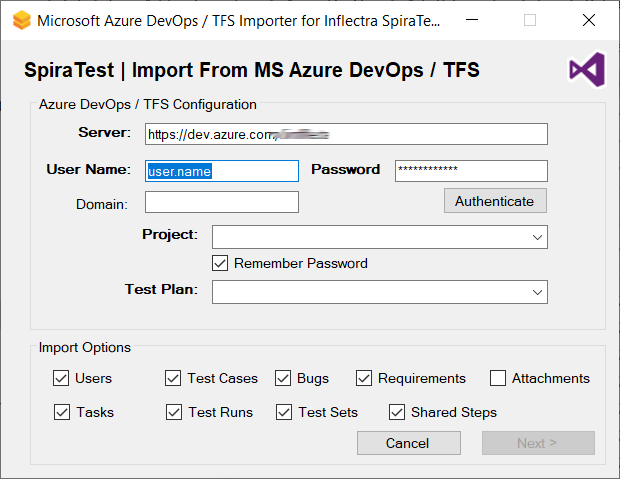 Microsoft Azure DevOps / TFS Importer for Inflectra SpiraTe...
SpiraTest | Import From MS Azure DevOps / TFS
Azure DevOps / TFS Configuration
Server: https://dev.azure.com/
User Name: user.name Password ************
Domain: Authenticate
Project:
Remember Password
Test Plan:
Import Options
Users Test Cases Bugs Requirements Attachments
Tasks Test Runs Test Sets Shared Steps
Cancel Next >